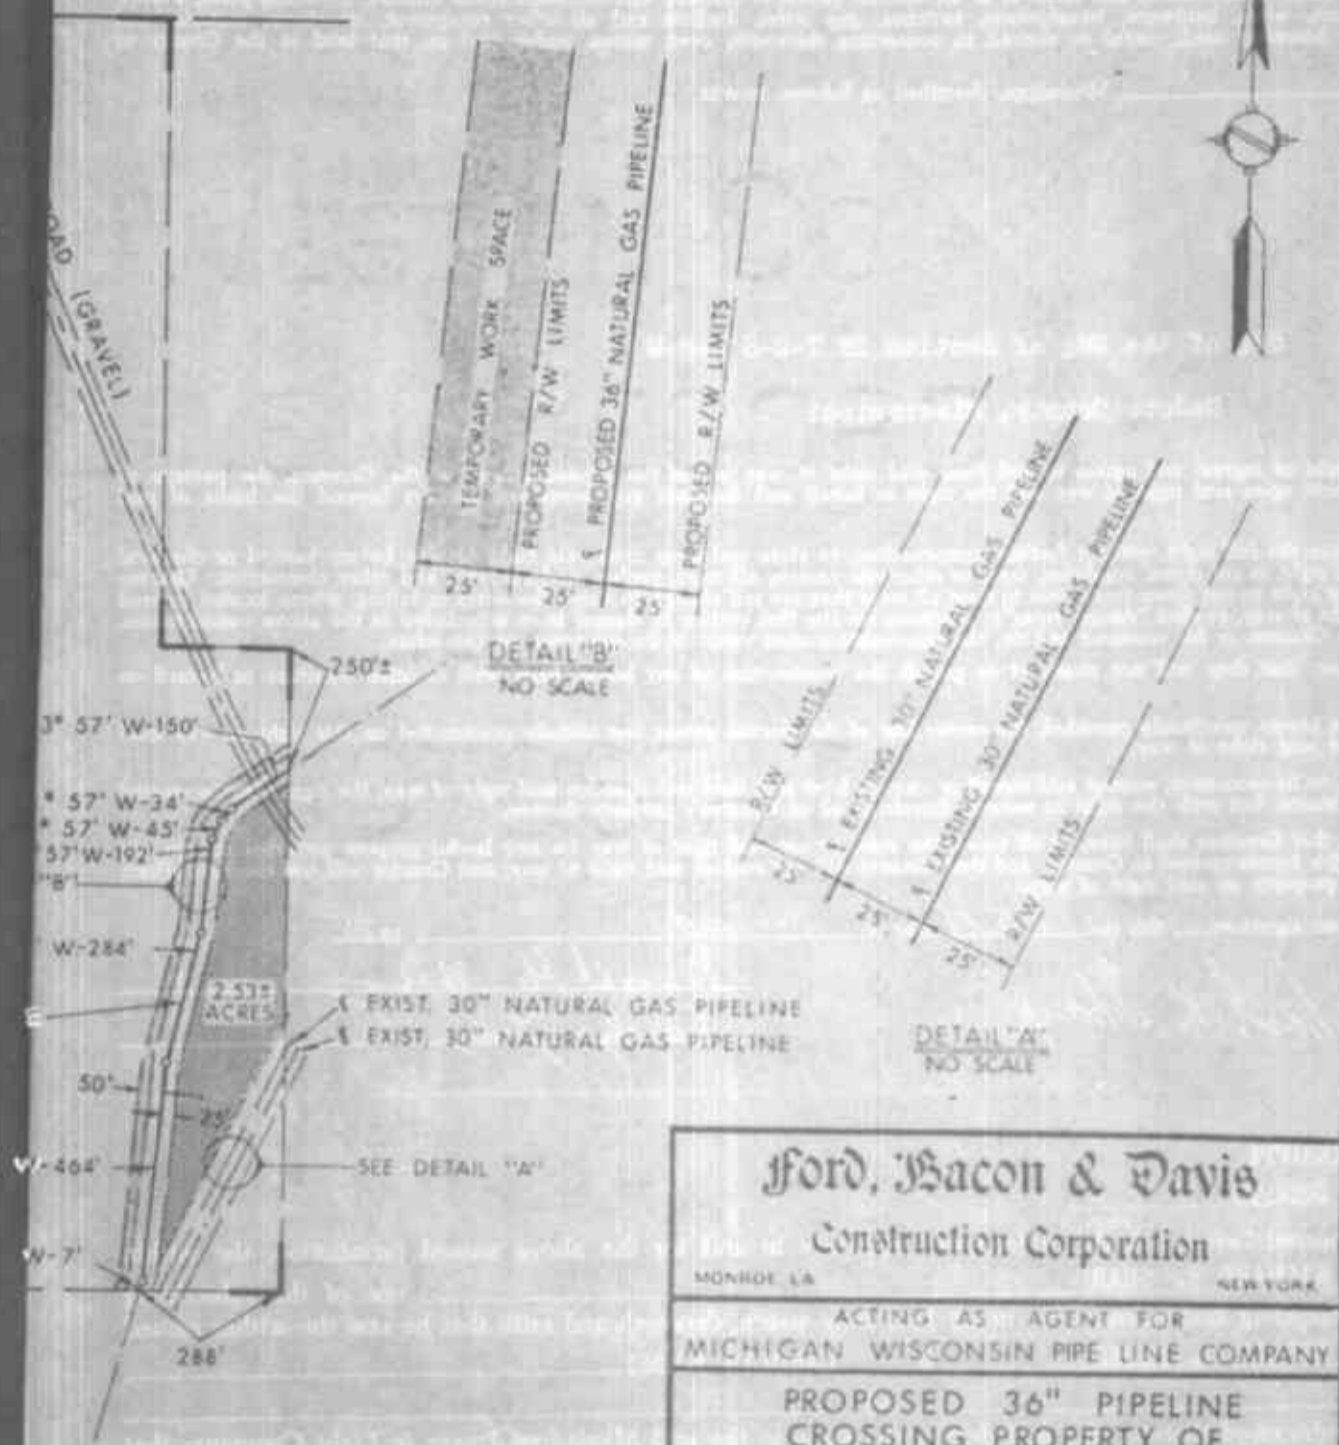 OAD (GRAVEL)
TEMPORARY WORK SPACE
PROPOSED R/W LIMITS
℄ PROPOSED 36" NATURAL GAS PIPELINE
PROPOSED R/W LIMITS
25'
25'
25'
DETAIL "B"
NO SCALE
250'±
3° 57' W-150'
° 57' W-34'
° 57' W-45'
57' W-192'
"B"
W-284'
2.53±
ACRES
℄ EXIST. 30" NATURAL GAS PIPELINE
℄ EXIST. 30" NATURAL GAS PIPELINE
50'
25'
W-464'
SEE DETAIL "A"
W-7'
288'
R/W LIMITS
℄ EXISTING 30" NATURAL GAS PIPELINE
℄ EXISTING 30" NATURAL GAS PIPELINE
R/W LIMITS
25'
25'
25'
DETAIL "A"
NO SCALE
Ford, Bacon & Davis
Construction Corporation
MONROE, LA NEW YORK
ACTING AS AGENT FOR
MICHIGAN WISCONSIN PIPE LINE COMPANY
PROPOSED 36" PIPELINE
CROSSING PROPERTY OF